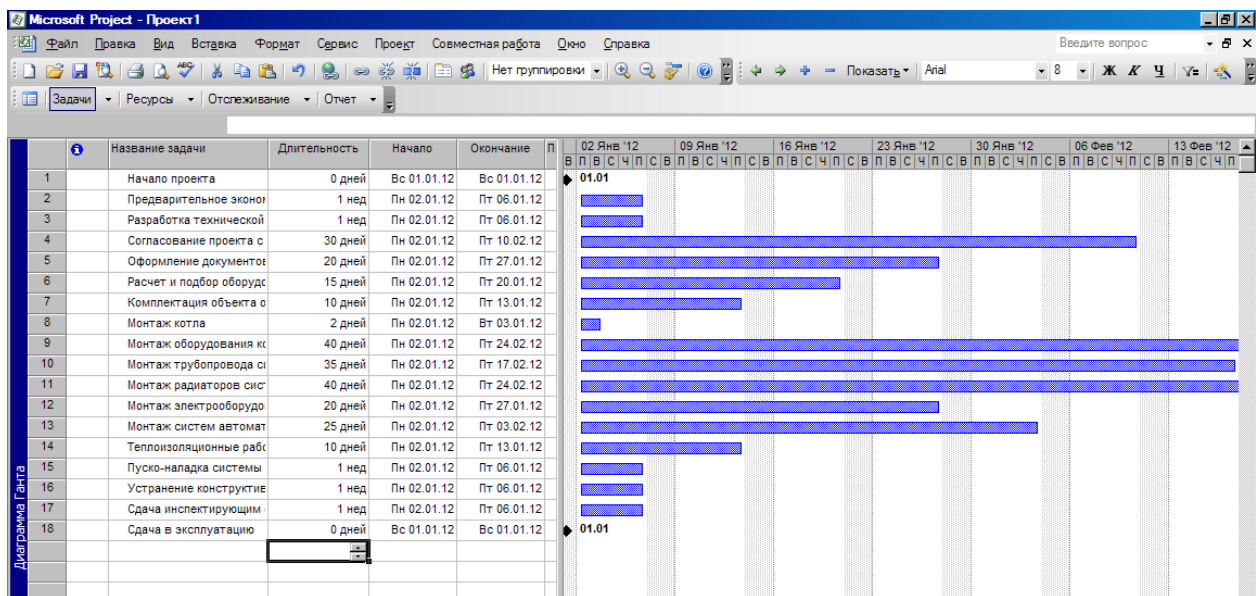 Microsoft Project - Проект1
Файл Правка Вид Вставка Формат Сервис Проект Совместная работа Окно Справка Введите вопрос
Нет группировки Показать Arial 8 Ж К Ч
Задачи Ресурсы Отслеживание Отчет
Название задачи Длительность Начало Окончание П 02 Янв '12 09 Янв '12 16 Янв '12 23 Янв '12 30 Янв '12 06 Фев '12 13 Фев '12
В П В С Ч П С В П В С Ч П С В П В С Ч П С В П В С Ч П С В П В С Ч П С В П В С Ч П С В П В С Ч П
1 Начало проекта 0 дней Вс 01.01.12 Вс 01.01.12 01.01
2 Предварительное эконом 1 нед Пн 02.01.12 Пт 06.01.12
3 Разработка технической 1 нед Пн 02.01.12 Пт 06.01.12
4 Согласование проекта с 30 дней Пн 02.01.12 Пт 10.02.12
5 Оформление документов 20 дней Пн 02.01.12 Пт 27.01.12
6 Расчет и подбор оборудо 15 дней Пн 02.01.12 Пт 20.01.12
7 Комплектация объекта о 10 дней Пн 02.01.12 Пт 13.01.12
8 Монтаж котла 2 дней Пн 02.01.12 Вт 03.01.12
9 Монтаж оборудования ко 40 дней Пн 02.01.12 Пт 24.02.12
10 Монтаж трубопровода си 35 дней Пн 02.01.12 Пт 17.02.12
11 Монтаж радиаторов сист 40 дней Пн 02.01.12 Пт 24.02.12
12 Монтаж электрооборудо 20 дней Пн 02.01.12 Пт 27.01.12
13 Монтаж систем автомат 25 дней Пн 02.01.12 Пт 03.02.12
14 Теплоизоляционные рабо 10 дней Пн 02.01.12 Пт 13.01.12
15 Пуско-наладка системы 1 нед Пн 02.01.12 Пт 06.01.12
16 Устранение конструктив 1 нед Пн 02.01.12 Пт 06.01.12
17 Сдача инспектирующим 1 нед Пн 02.01.12 Пт 06.01.12
18 Сдача в эксплуатацию 0 дней Вс 01.01.12 Вс 01.01.12 01.01
Диаграмма Ганта